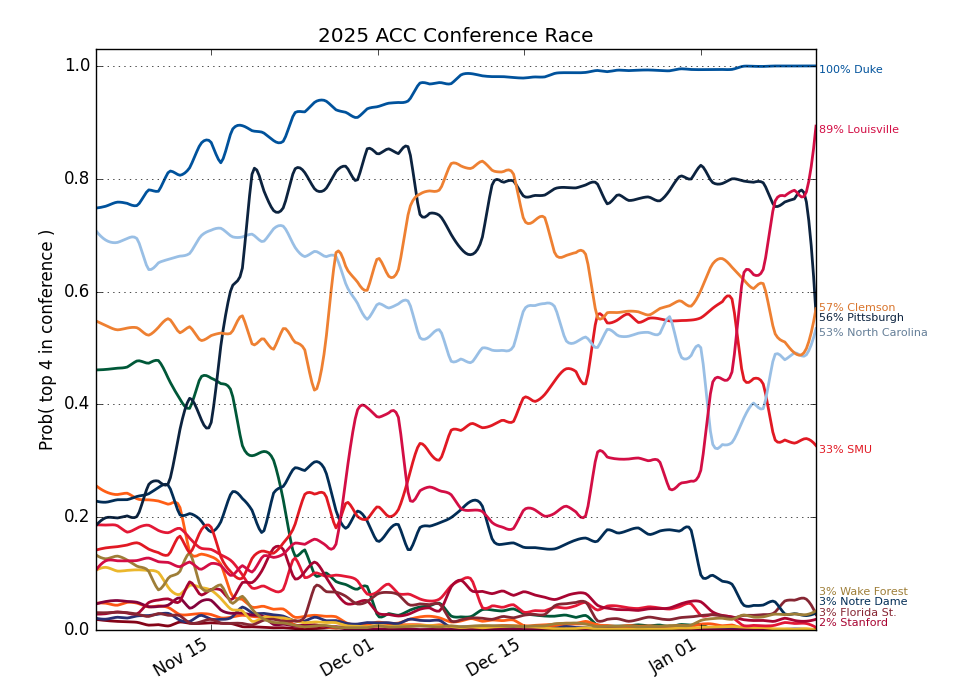 2025 ACC Conference Race
Prob( top 4 in conference )
1.0
0.8
0.6
0.4
0.2
0.0
Nov 15
Dec 01
Dec 15
Jan 01
100% Duke
89% Louisville
57% Clemson
56% Pittsburgh
53% North Carolina
33% SMU
3% Wake Forest
3% Notre Dame
3% Florida St.
2% Stanford